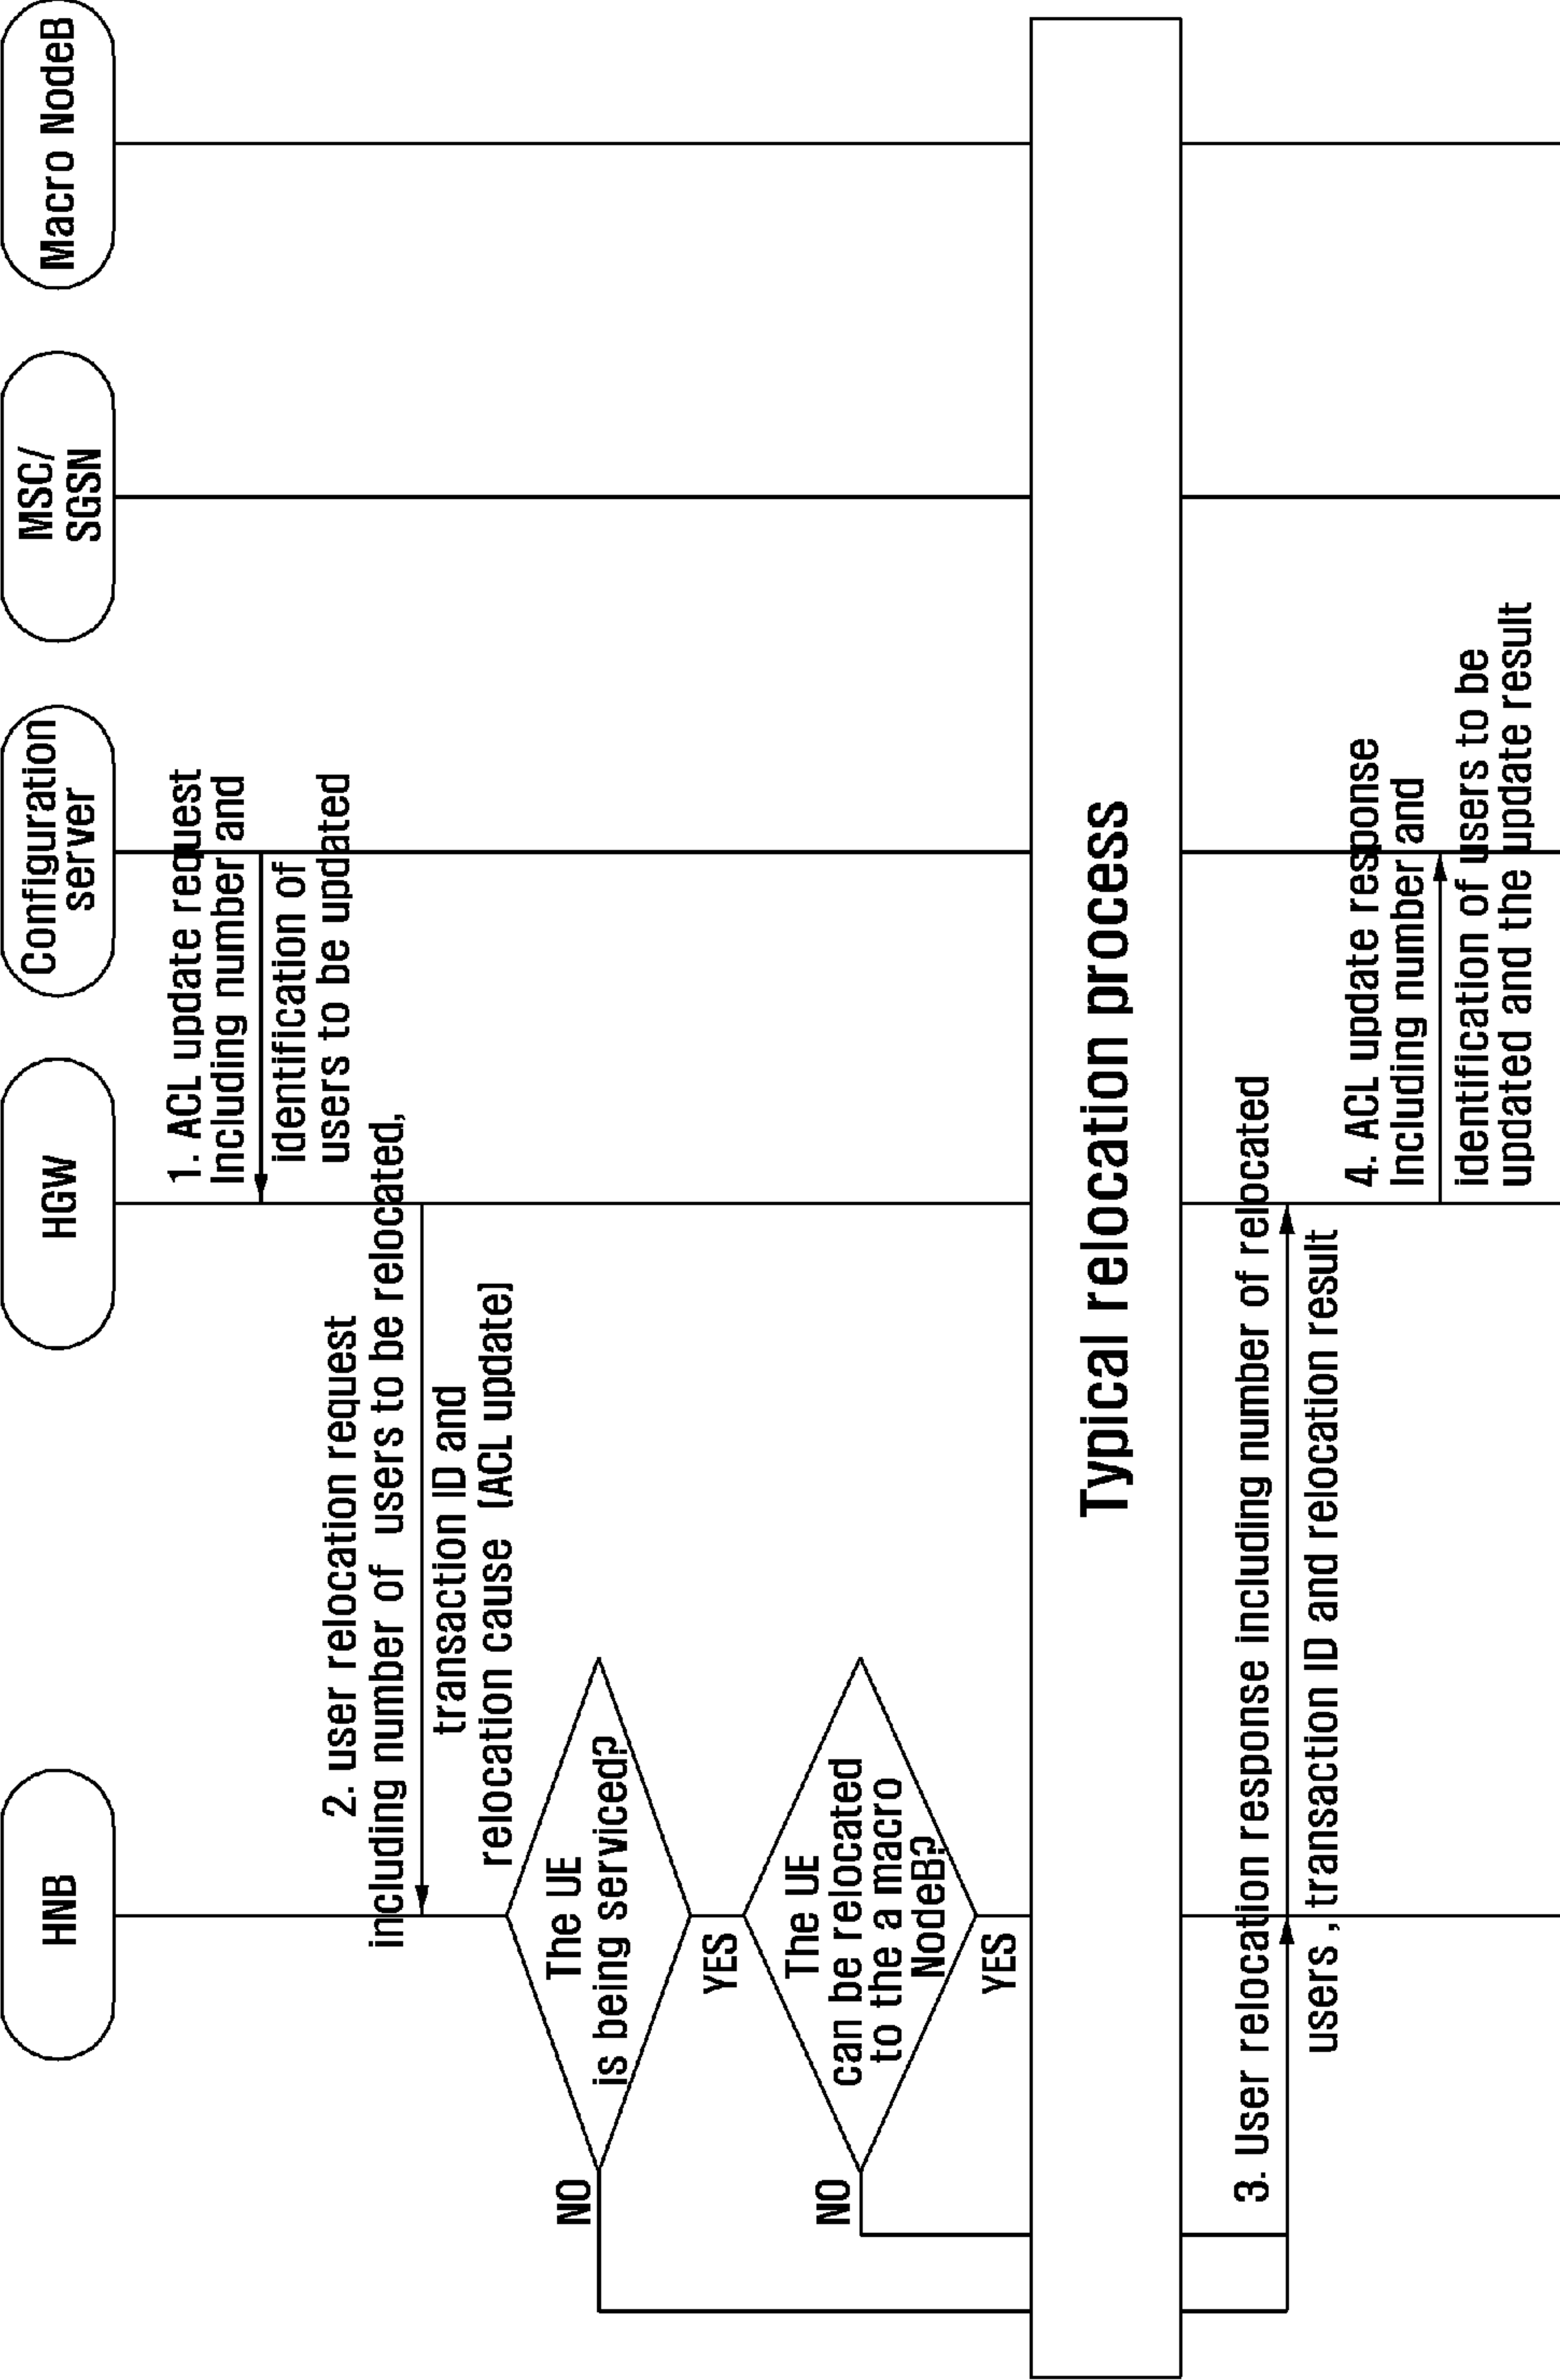 HNB
HGW
Configuration
server
MSC/
SGSN
Macro NodeB
1. ACL update request
Including number and
identification of
users to be updated
2. user relocation request
including number of users to be relocated,
transaction ID and
relocation cause (ACL update)
The UE
is being serviced?
NO
YES
The UE
can be relocated
to the a macro
NodeB?
NO
YES
Typical relocation process
3. User relocation response including number of relocated
users , transaction ID and relocation result
4. ACL update response
Including number and
identification of users to be
updated and the update result